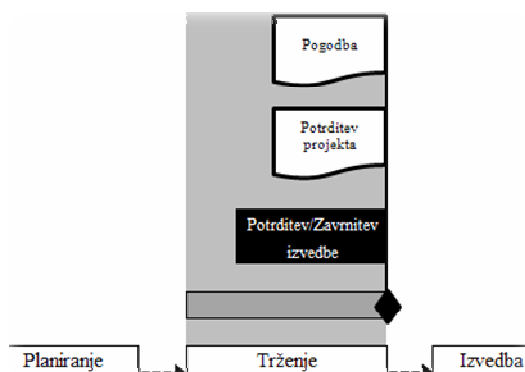 Pogodba
Potrditev
projekta
Potrditev/Zavrnitev
izvedbe
Planiranje
Trženje
Izvedba